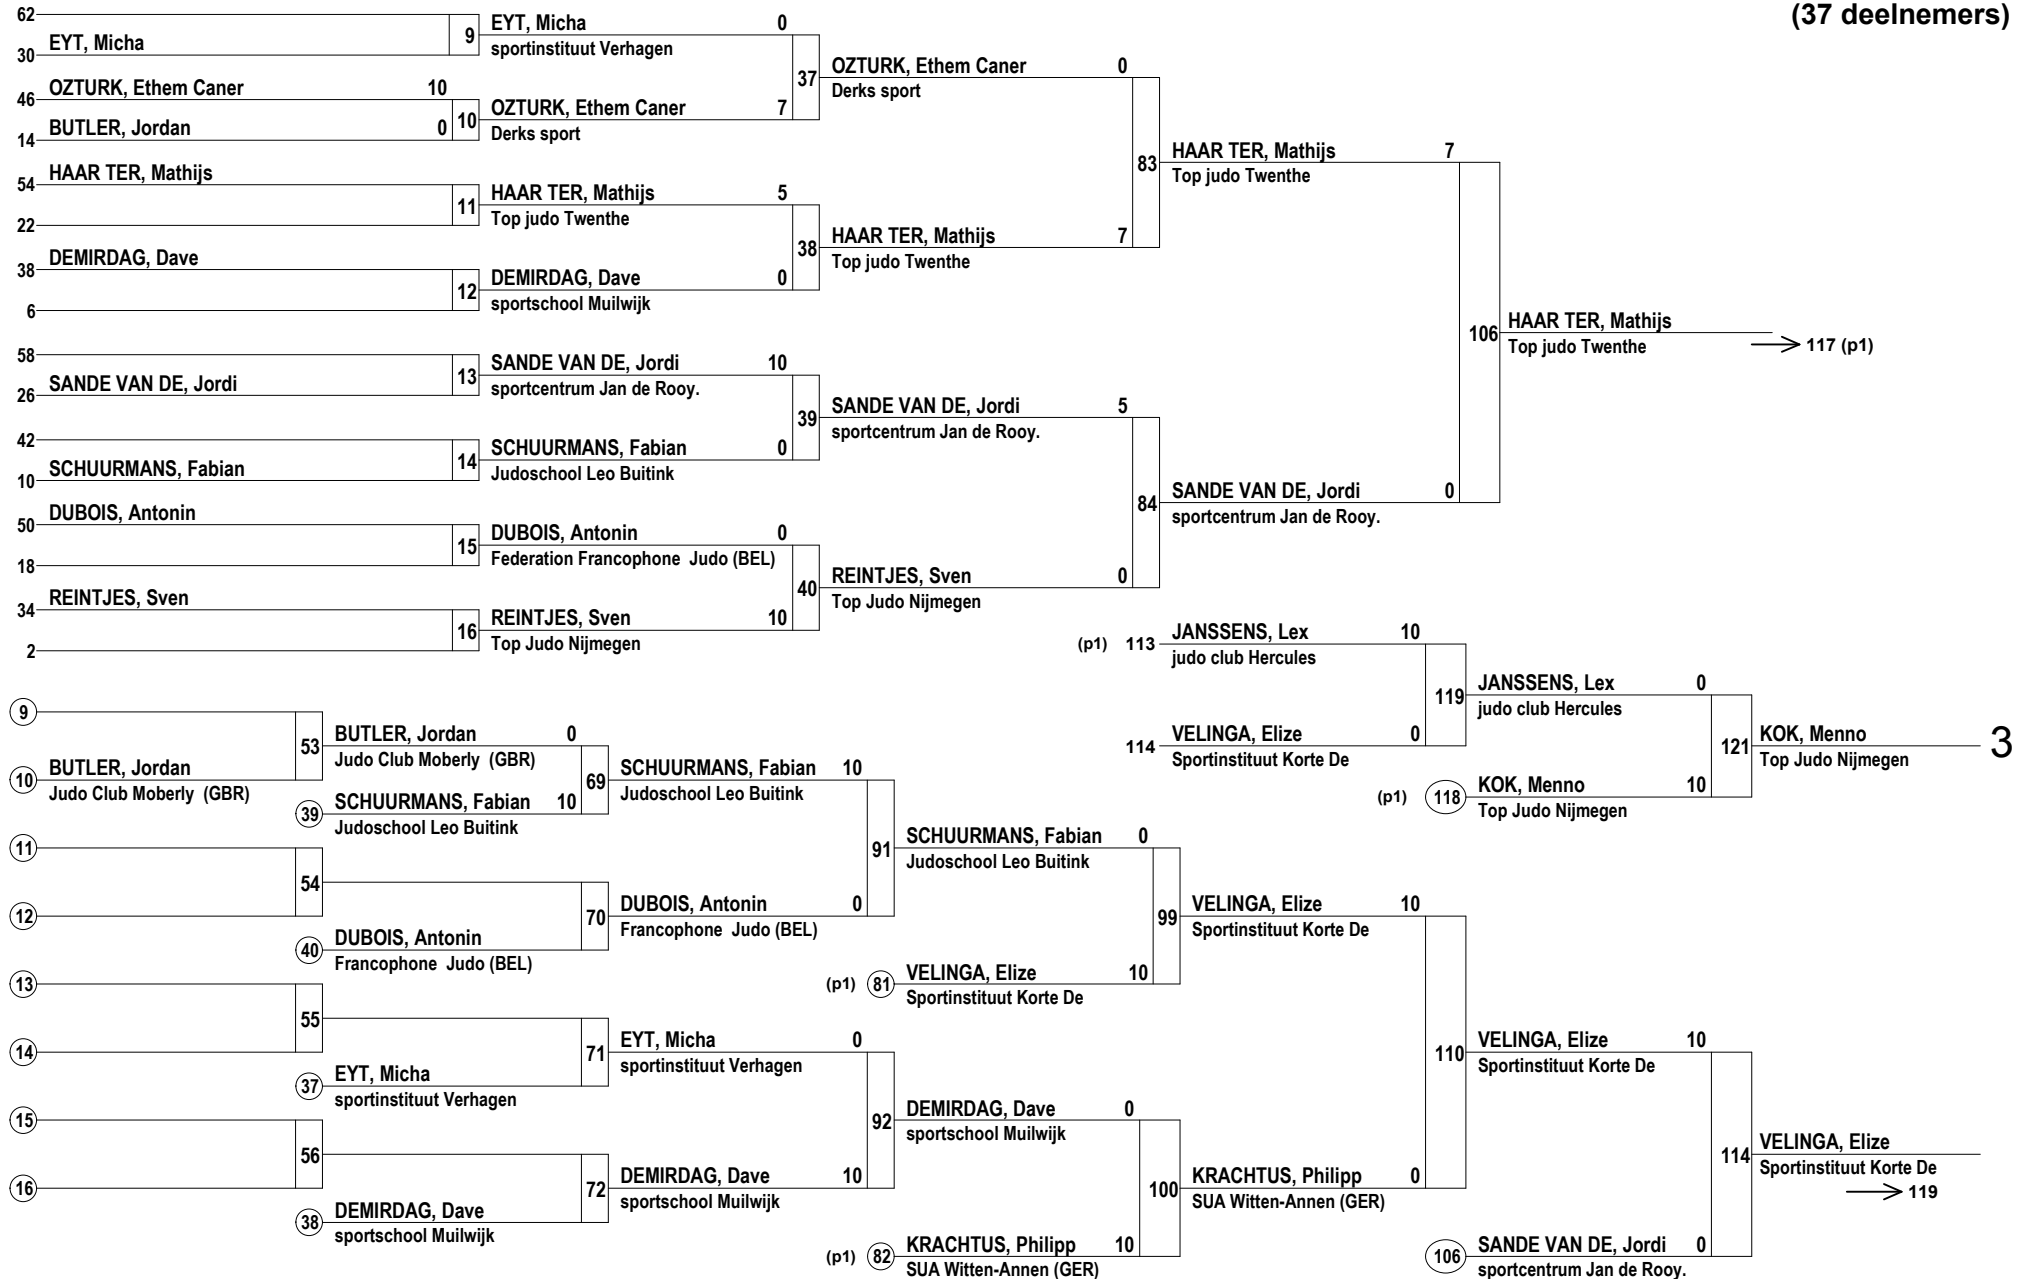 (37 deelnemers)
62
EYT, Micha
30
9
EYT, Micha 0
sportinstituut Verhagen
46
OZTURK, Ethem Caner 10
BUTLER, Jordan 0
14
10
OZTURK, Ethem Caner 7
Derks sport
37
OZTURK, Ethem Caner 0
Derks sport
HAAR TER, Mathijs
54
22
11
HAAR TER, Mathijs 5
Top judo Twenthe
DEMIRDAG, Dave
38
6
12
DEMIRDAG, Dave 0
sportschool Muilwijk
38
HAAR TER, Mathijs 7
Top judo Twenthe
83
HAAR TER, Mathijs 7
Top judo Twenthe
58
SANDE VAN DE, Jordi
26
13
SANDE VAN DE, Jordi 10
sportcentrum Jan de Rooy.
42
SCHUURMANS, Fabian
10
14
SCHUURMANS, Fabian 0
Judoschool Leo Buitink
39
SANDE VAN DE, Jordi 5
sportcentrum Jan de Rooy.
DUBOIS, Antonin
50
18
15
DUBOIS, Antonin 0
Federation Francophone Judo (BEL)
REINTJES, Sven
34
2
16
REINTJES, Sven 10
Top Judo Nijmegen
40
REINTJES, Sven 0
Top Judo Nijmegen
84
SANDE VAN DE, Jordi 0
sportcentrum Jan de Rooy.
106
HAAR TER, Mathijs
Top judo Twenthe
117 (p1)
(p1) 113
JANSSENS, Lex 10
judo club Hercules
114
VELINGA, Elize 0
Sportinstituut Korte De
119
JANSSENS, Lex 0
judo club Hercules
(p1) 118
KOK, Menno 10
Top Judo Nijmegen
121
KOK, Menno
Top Judo Nijmegen
3
9
10
BUTLER, Jordan
Judo Club Moberly (GBR)
53
BUTLER, Jordan 0
Judo Club Moberly (GBR)
39
SCHUURMANS, Fabian 10
Judoschool Leo Buitink
69
SCHUURMANS, Fabian 10
Judoschool Leo Buitink
11
12
54
40
DUBOIS, Antonin
Francophone Judo (BEL)
70
DUBOIS, Antonin 0
Francophone Judo (BEL)
91
SCHUURMANS, Fabian 0
Judoschool Leo Buitink
(p1) 81
VELINGA, Elize 10
Sportinstituut Korte De
99
VELINGA, Elize 10
Sportinstituut Korte De
13
14
55
37
EYT, Micha
sportinstituut Verhagen
71
EYT, Micha 0
sportinstituut Verhagen
15
16
56
38
DEMIRDAG, Dave
sportschool Muilwijk
72
DEMIRDAG, Dave 10
sportschool Muilwijk
92
DEMIRDAG, Dave 0
sportschool Muilwijk
(p1) 82
KRACHTUS, Philipp 10
SUA Witten-Annen (GER)
100
KRACHTUS, Philipp 0
SUA Witten-Annen (GER)
110
VELINGA, Elize 10
Sportinstituut Korte De
106
SANDE VAN DE, Jordi 0
sportcentrum Jan de Rooy.
114
VELINGA, Elize
Sportinstituut Korte De
119